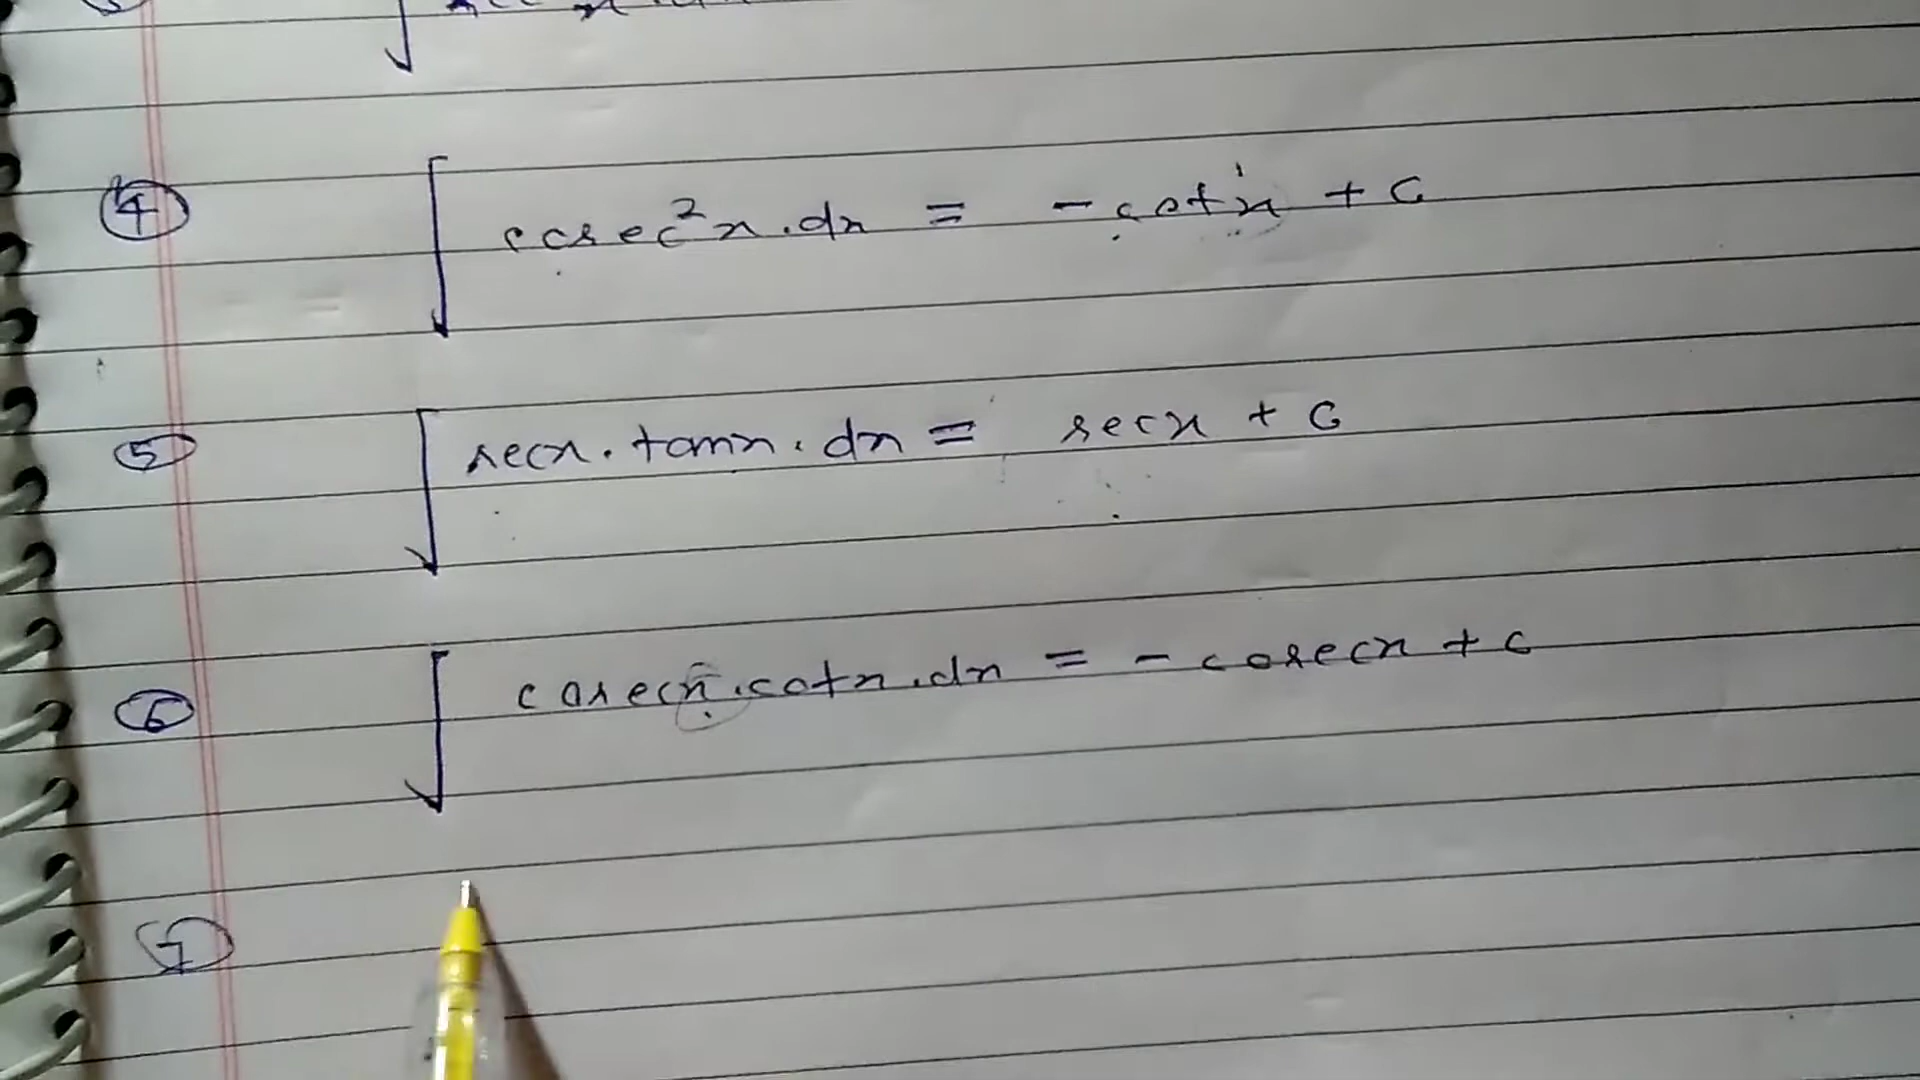 ④ ∫ cosec²x.dx = -cotx + c
⑤ ∫ secx.tanx.dx = secx + c
⑥ ∫ cosecx.cotx.dx = -cosecx + c
⑦